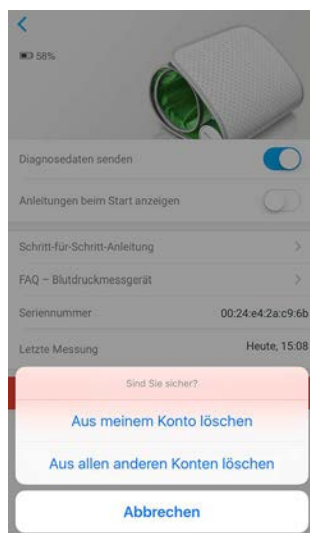 58%
Diagnosedaten senden
Anleitungen beim Start anzeigen
Schritt-für-Schritt-Anleitung
FAQ – Blutdruckmessgerät
Seriennummer 00:24:e4:2a:c9:6b
Letzte Messung Heute, 15:08
Sind Sie sicher?
Aus meinem Konto löschen
Aus allen anderen Konten löschen
Abbrechen